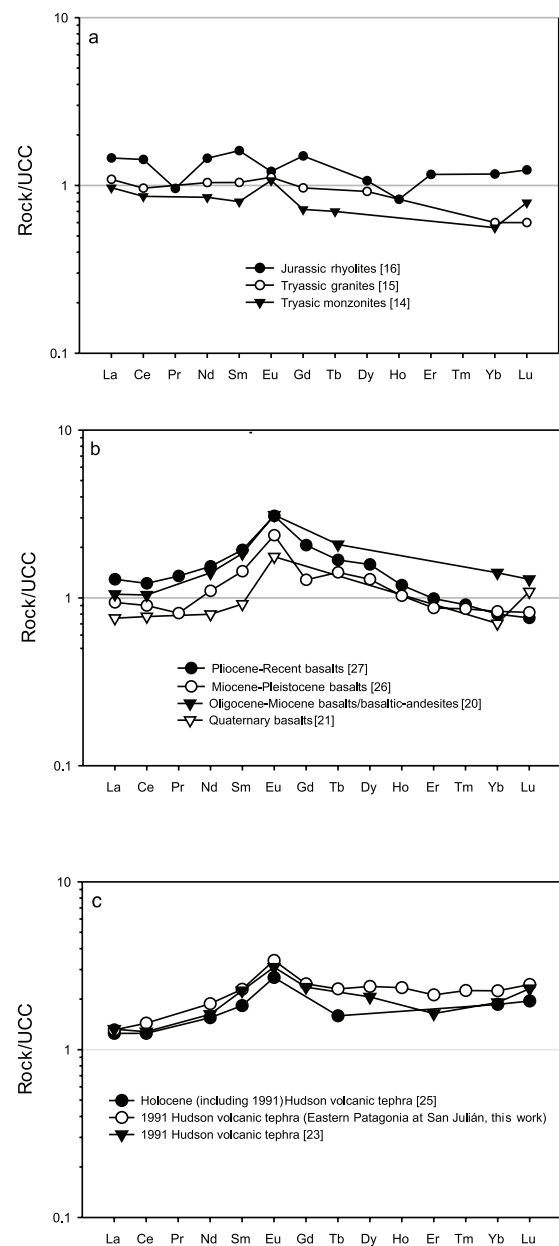 10
a
Rock/UCC
1
Jurassic rhyolites [16]
Tryassic granites [15]
Tryasic monzonites [14]
0.1
La Ce Pr Nd Sm Eu Gd Tb Dy Ho Er Tm Yb Lu
10
b
Rock/UCC
1
Pliocene-Recent basalts [27]
Miocene-Pleistocene basalts [26]
Oligocene-Miocene basalts/basaltic-andesites [20]
Quaternary basalts[21]
0.1
La Ce Pr Nd Sm Eu Gd Tb Dy Ho Er Tm Yb Lu
10
c
Rock/UCC
1
Holocene (including 1991)Hudson volcanic tephra [25]
1991 Hudson volcanic tephra (Eastern Patagonia at San Julián, this work)
1991 Hudson volcanic tephra [23]
0.1
La Ce Pr Nd Sm Eu Gd Tb Dy Ho Er Tm Yb Lu